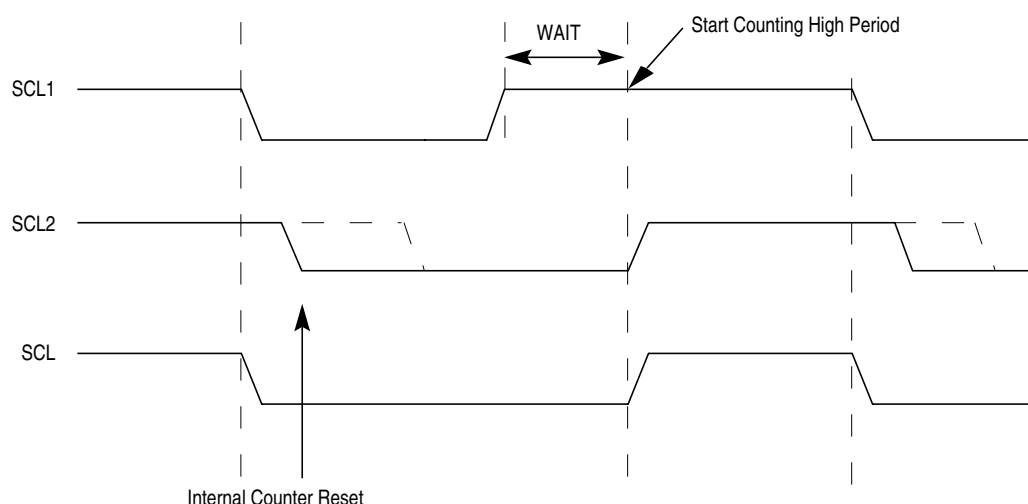 WAIT
Start Counting High Period
SCL1
SCL2
SCL
Internal Counter Reset